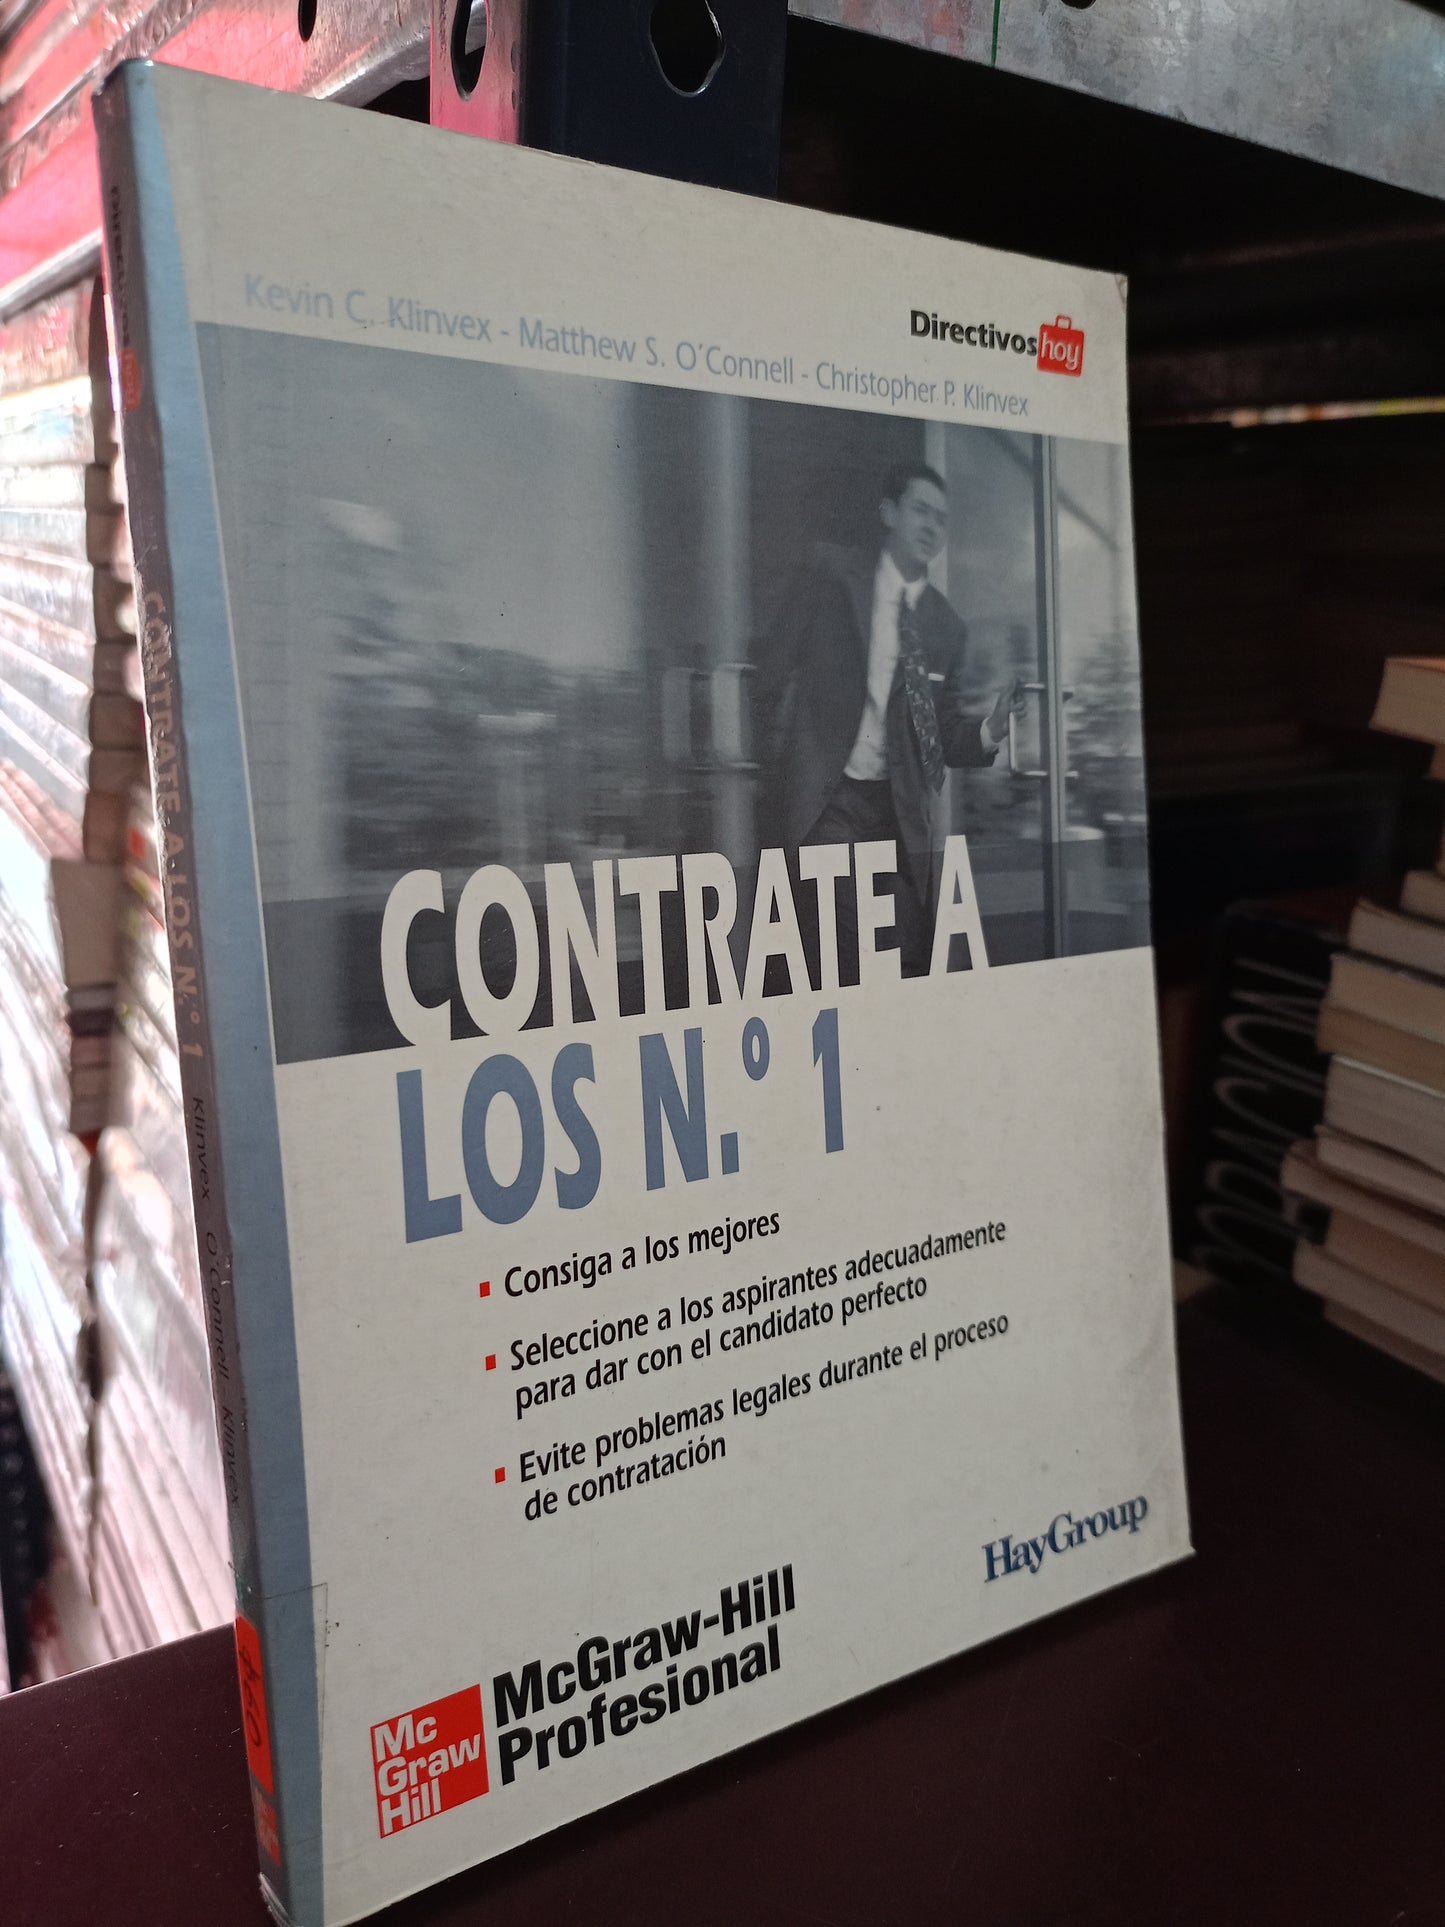 Directivos hoy
Kevin C. Klinvex - Matthew S. O'Connell - Christopher P. Klinvex
CONTRATE A
LOS N.º 1
Consiga a los mejores
Seleccione a los aspirantes adecuadamente
para dar con el candidato perfecto
Evite problemas legales durante el proceso
de contratación
HayGroup
Mc
Graw
Hill
McGraw-Hill
Profesional
CONTRATE A LOS N.º 1 Klinvex O'Connell - Klinvex